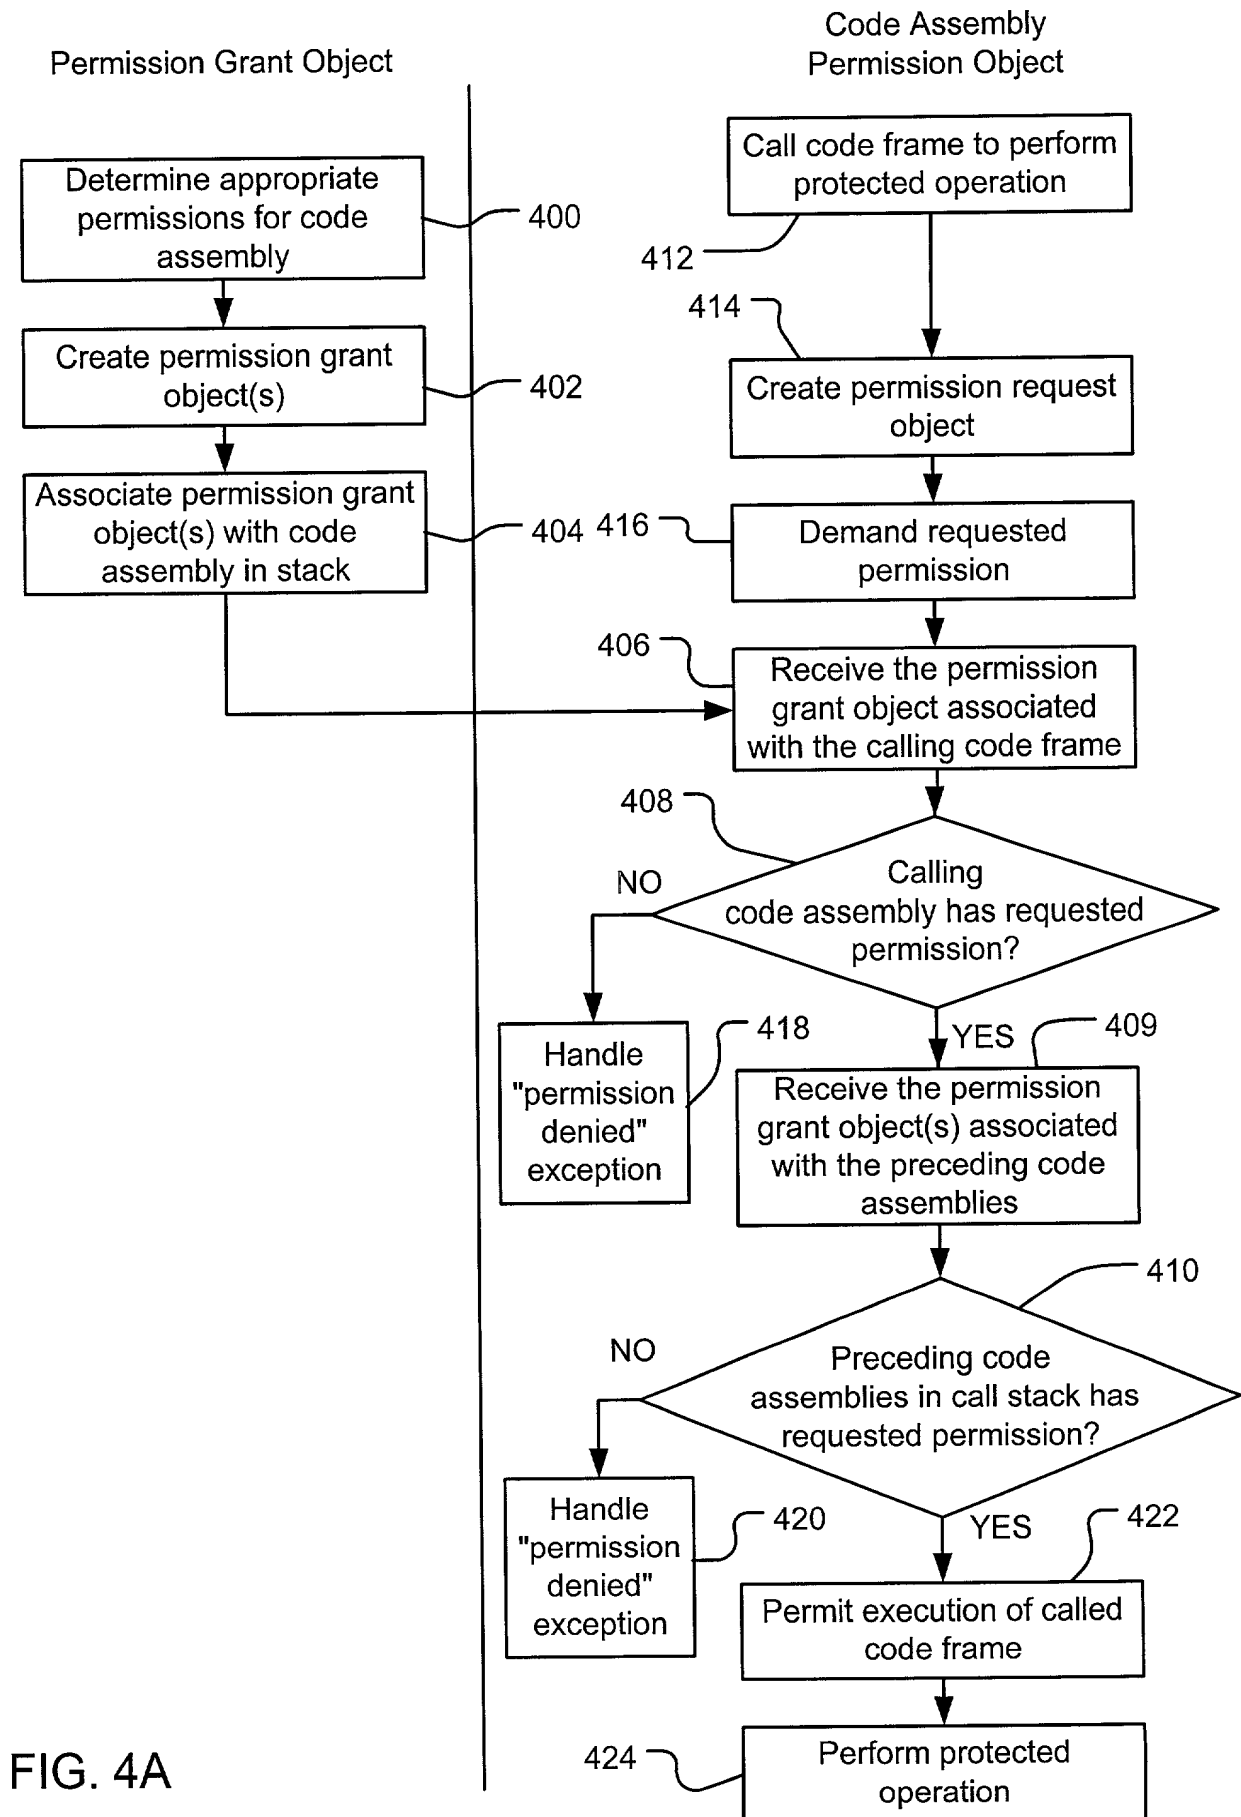 Permission Grant Object
Code Assembly
Permission Object
Determine appropriate
permissions for code
assembly
400
Create permission grant
object(s)
402
Associate permission grant
object(s) with code
assembly in stack
404
Call code frame to perform
protected operation
412
414
Create permission request
object
416
Demand requested
permission
406
Receive the permission
grant object associated
with the calling code frame
408
Calling
code assembly has requested
permission?
NO
YES
418
Handle
"permission
denied"
exception
409
Receive the permission
grant object(s) associated
with the preceding code
assemblies
410
Preceding code
assemblies in call stack has
requested permission?
NO
YES
420
Handle
"permission
denied"
exception
422
Permit execution of called
code frame
424
Perform protected
operation
FIG. 4A